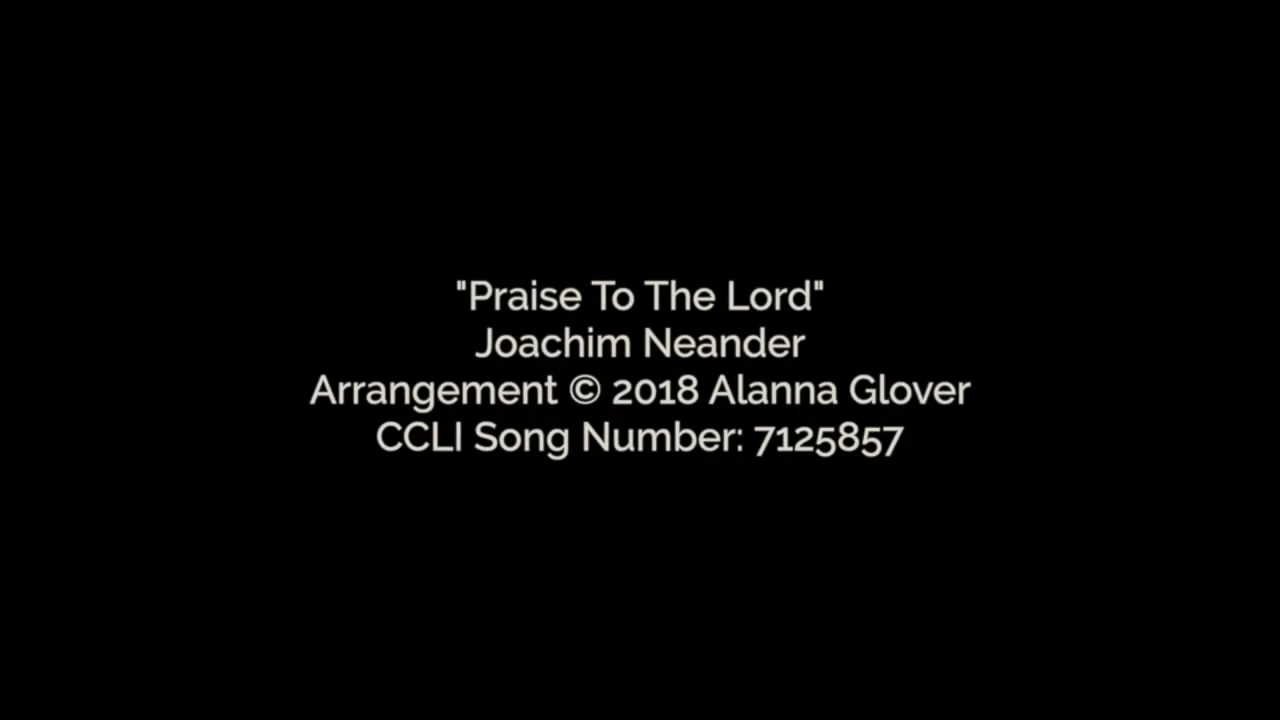 "Praise To The Lord"
Joachim Neander
Arrangement © 2018 Alanna Glover
CCLI Song Number: 7125857